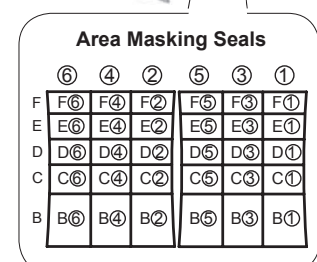 Area Masking Seals
⑥ ④ ② ⑤ ③ ①
F F⑥ F④ F② F⑤ F③ F①
E E⑥ E④ E② E⑤ E③ E①
D D⑥ D④ D② D⑤ D③ D①
C C⑥ C④ C② C⑤ C③ C①
B B⑥ B④ B② B⑤ B③ B①